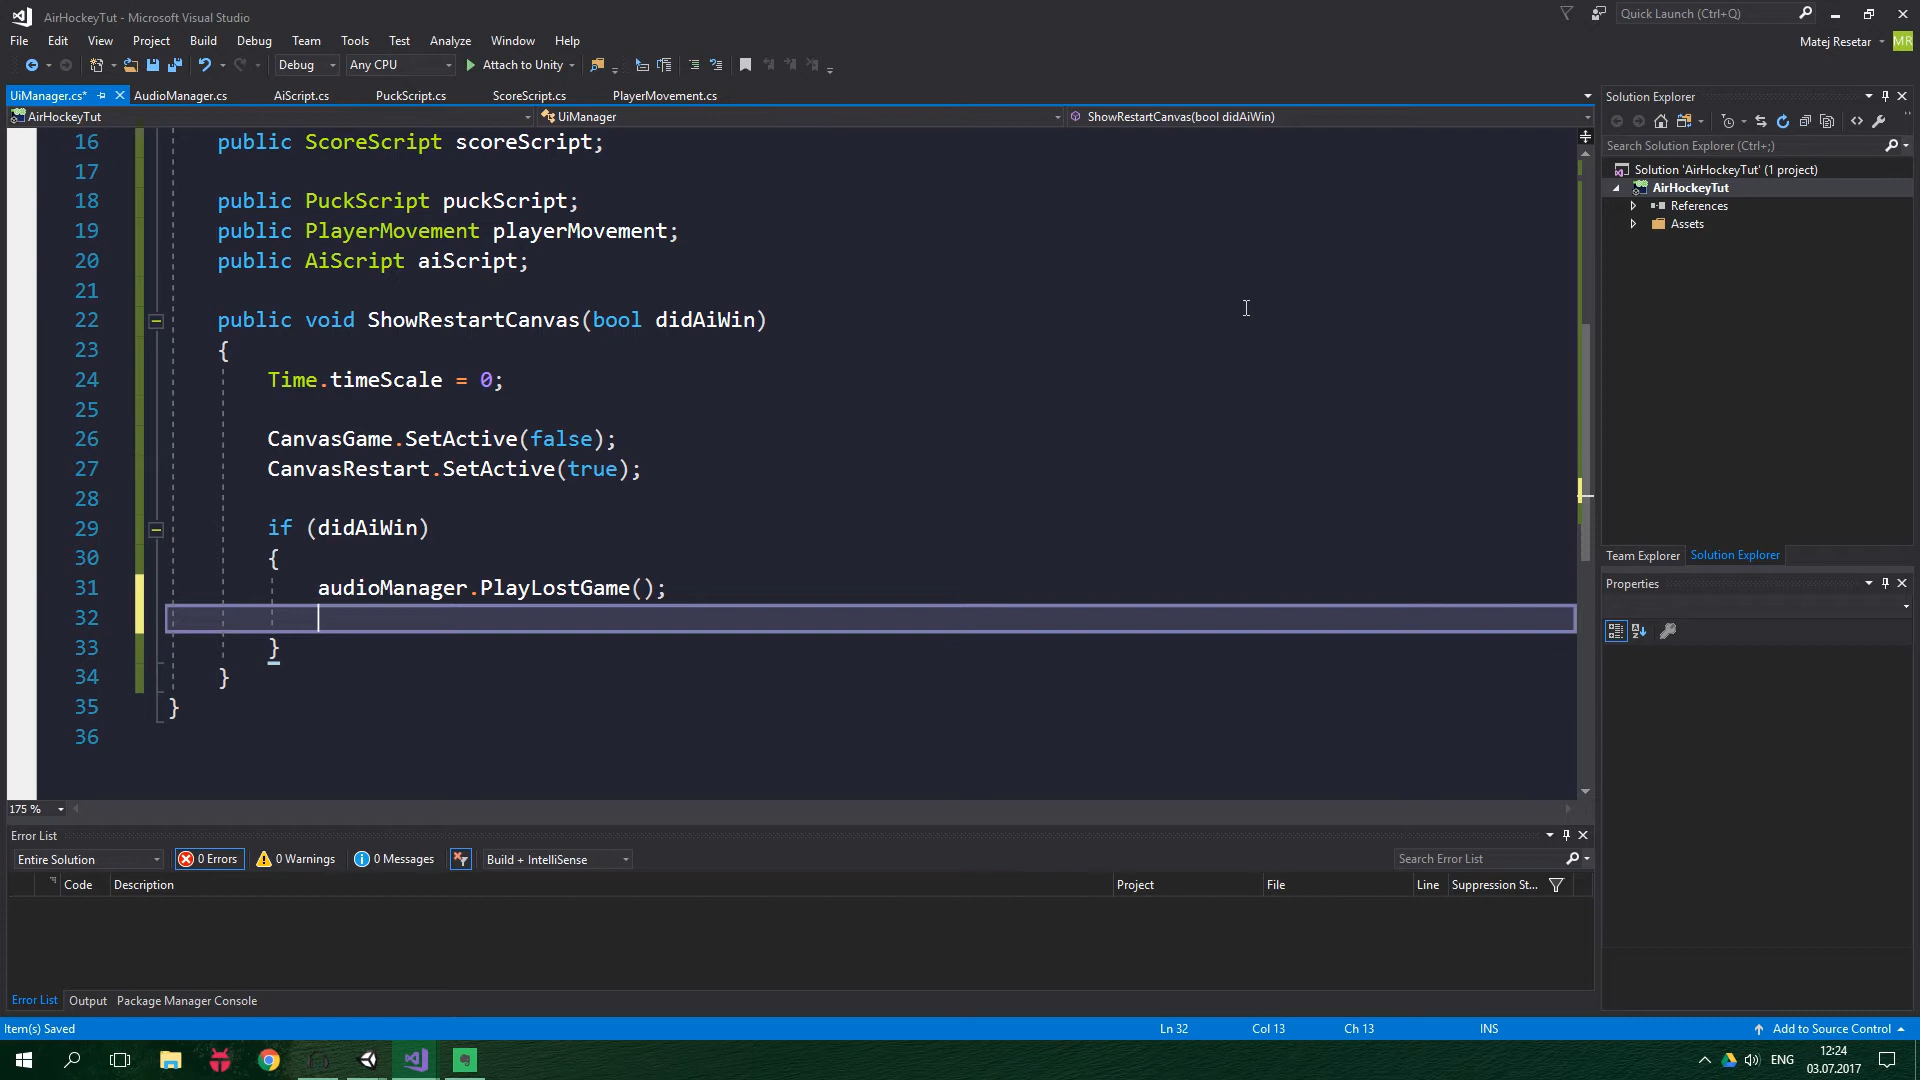 AirHockeyTut - Microsoft Visual Studio
Quick Launch (Ctrl+Q)
File Edit View Project Build Debug Team Tools Test Analyze Window Help
Matej Resetar MR
Debug Any CPU Attach to Unity
UiManager.cs* AudioManager.cs AiScript.cs PuckScript.cs ScoreScript.cs PlayerMovement.cs
AirHockeyTut UiManager ShowRestartCanvas(bool didAiWin)
16 public ScoreScript scoreScript;
17
18 public PuckScript puckScript;
19 public PlayerMovement playerMovement;
20 public AiScript aiScript;
21
22 public void ShowRestartCanvas(bool didAiWin)
23 {
24 Time.timeScale = 0;
25
26 CanvasGame.SetActive(false);
27 CanvasRestart.SetActive(true);
28
29 if (didAiWin)
30 {
31 audioManager.PlayLostGame();
32
33 }
34 }
35 }
36
175 %
Solution Explorer
Search Solution Explorer (Ctrl+;)
Solution 'AirHockeyTut' (1 project)
AirHockeyTut
References
Assets
Team Explorer Solution Explorer
Properties
Error List
Entire Solution 0 Errors 0 Warnings 0 Messages Build + IntelliSense Search Error List
Code Description Project File Line Suppression St...
Error List Output Package Manager Console
Item(s) Saved Ln 32 Col 13 Ch 13 INS Add to Source Control
ENG 12:24
03.07.2017